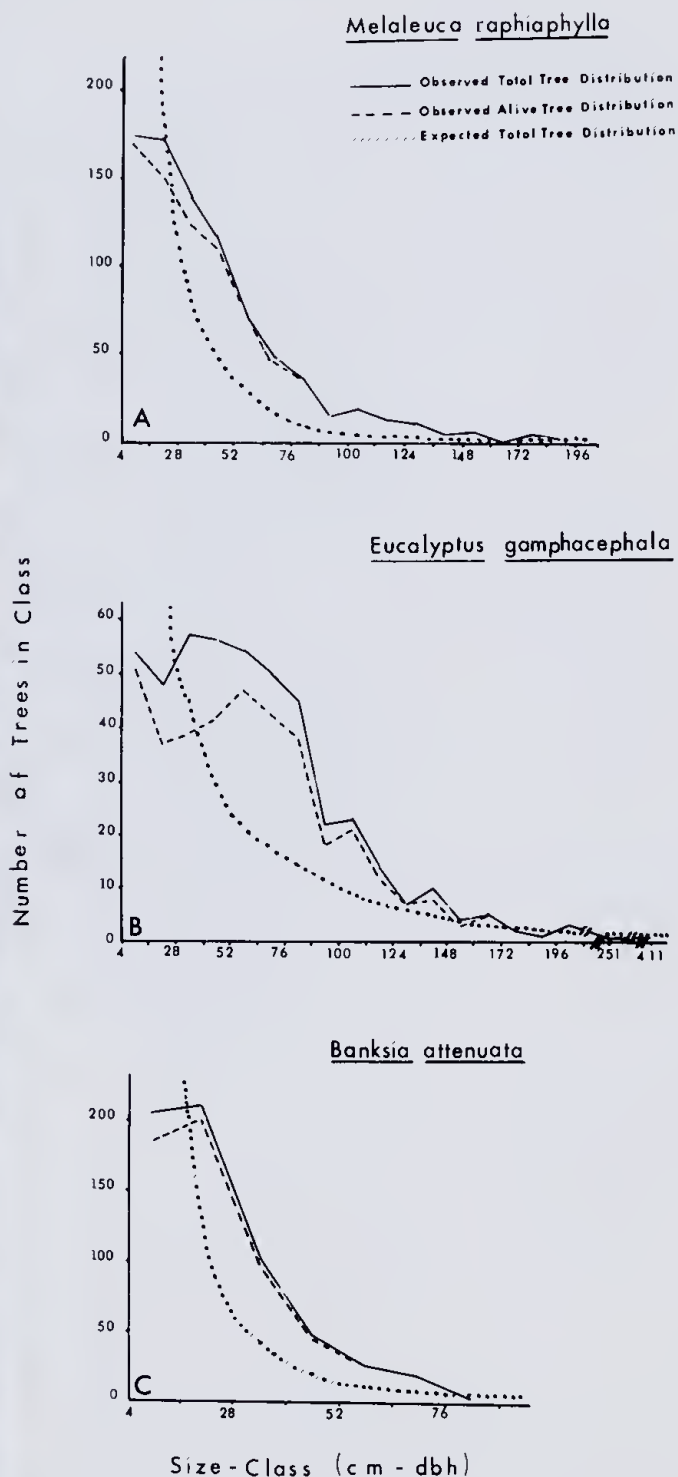 Melaleuca raphiaphylla
Observed Total Tree Distribution
Observed Alive Tree Distribution
Expected Total Tree Distribution
200
150
100
50
0
A
4 28 52 76 100 124 148 172 196
Eucalyptus gamphacephala
Number of Trees in Class
60
50
40
30
20
10
0
B
4 28 52 76 100 124 148 172 196 251 411
Banksia attenuata
200
150
100
50
0
C
4 28 52 76
Size-Class (cm-dbh)